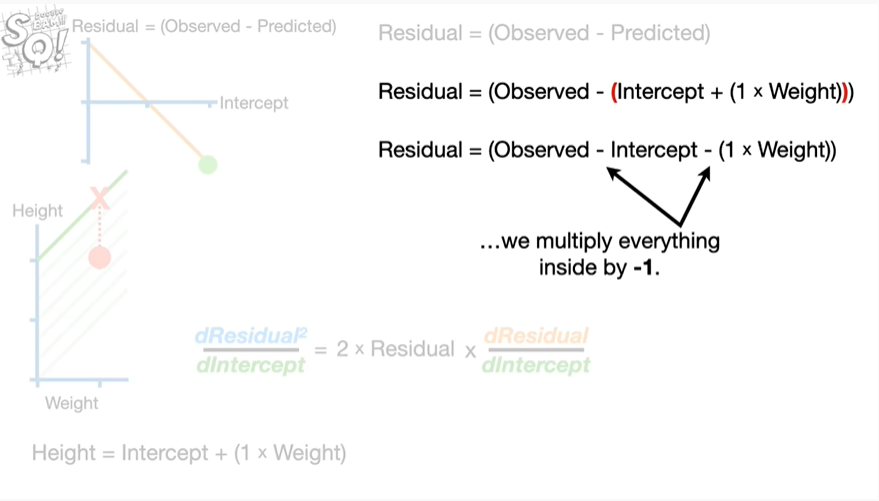 SQ!
Residual = (Observed - Predicted)
Intercept
Residual = (Observed - Predicted)
Residual = (Observed - (Intercept + (1 × Weight)))
Residual = (Observed - Intercept - (1 × Weight))
…we multiply everything
inside by -1.
Height
X
Weight
dResidual²
dIntercept
= 2 × Residual ×
dResidual
dIntercept
Height = Intercept + (1 × Weight)